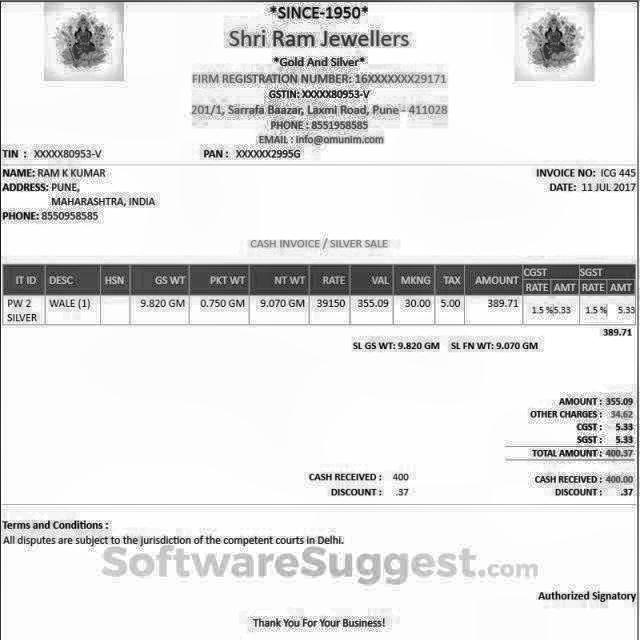 *SINCE-1950*
Shri Ram Jewellers
*Gold And Silver*
FIRM REGISTRATION NUMBER: 16XXXXXXX29171
GSTIN: XXXXX80953-V
201/1, Sarrafa Baazar, Laxmi Road, Pune - 411028
PHONE : 8551958585
EMAIL : info@omunim.com
TIN : XXXXX80953-V PAN : XXXXXX2995G
NAME: RAM K KUMAR INVOICE NO: ICG 445
ADDRESS: PUNE, DATE: 11 JUL 2017
MAHARASHTRA, INDIA
PHONE: 8550958585
CASH INVOICE / SILVER SALE
CGST SGST
IT ID DESC HSN GS WT PKT WT NT WT RATE VAL MKNG TAX AMOUNT RATE AMT RATE AMT
PW 2 WALE (1) 9.820 GM 0.750 GM 9.070 GM 39150 355.09 30.00 5.00 389.71 1.5 % 5.33 1.5 % 5.33
SILVER
389.71
SL GS WT: 9.820 GM SL FN WT: 9.070 GM
AMOUNT : 355.09
OTHER CHARGES : 34.62
CGST : 5.33
SGST : 5.33
TOTAL AMOUNT : 400.37
CASH RECEIVED : 400 CASH RECEIVED : 400.00
DISCOUNT : .37 DISCOUNT : .37
Terms and Conditions :
All disputes are subject to the jurisdiction of the competent courts in Delhi.
SoftwareSuggest.com
Authorized Signatory
Thank You For Your Business!